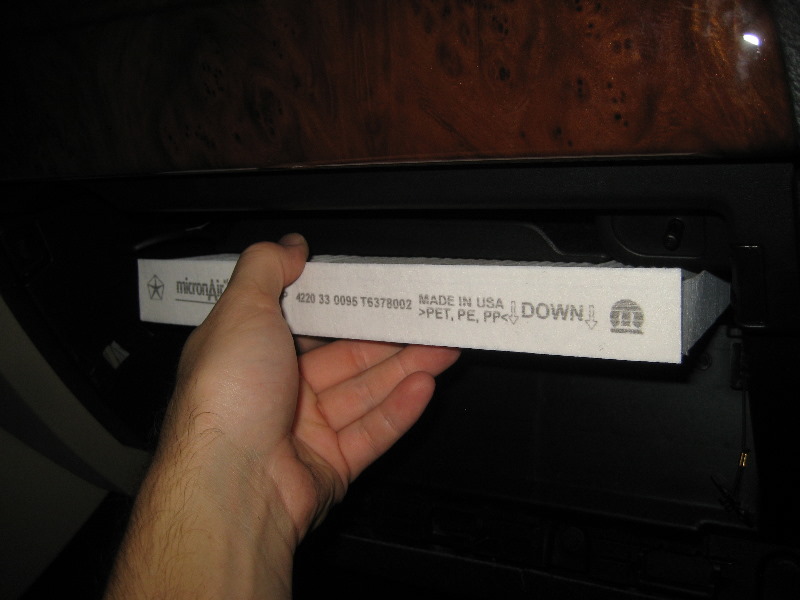 micronAir
4220 33 0095 T6378002
MADE IN USA
>PET, PE, PP<
DOWN